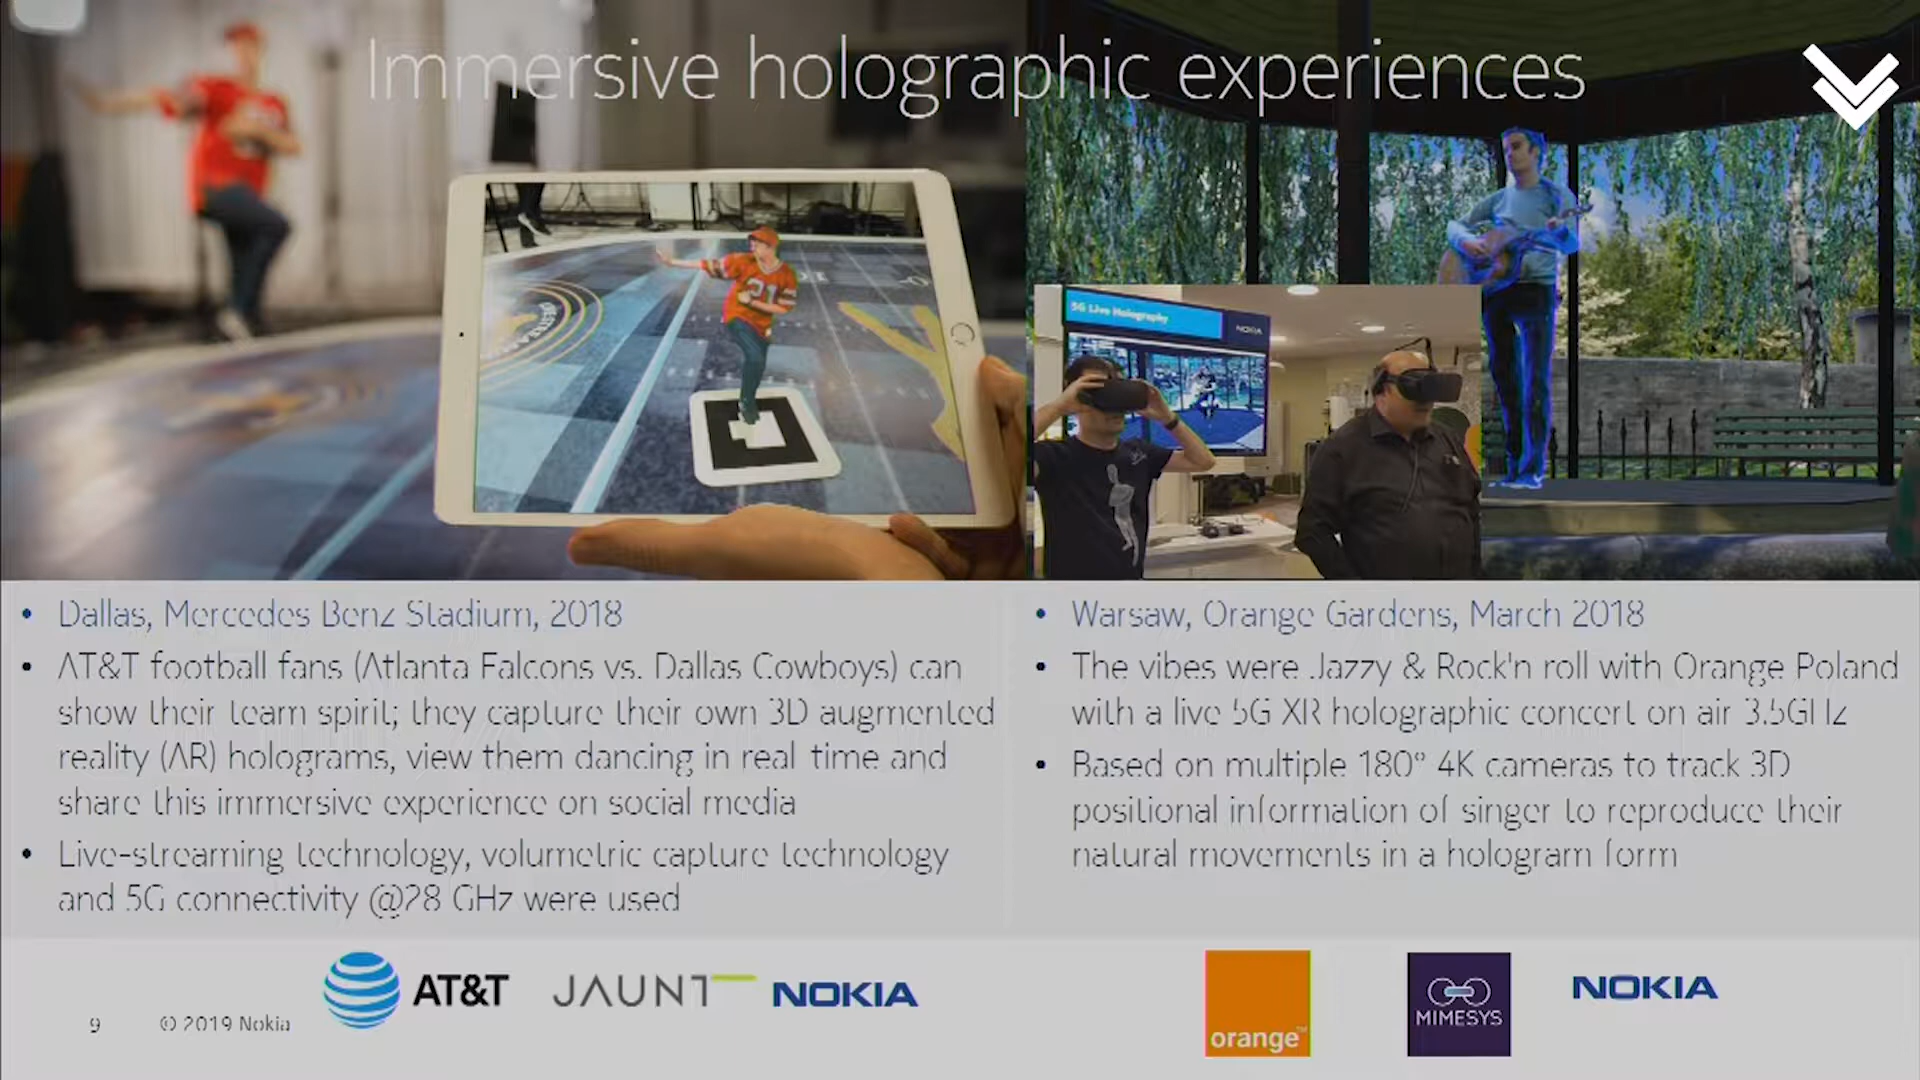 Immersive holographic experiences
21
5G Live Holography
NOKIA
• Dallas, Mercedes Benz Stadium, 2018
• AT&T football fans (Atlanta Falcons vs. Dallas Cowboys) can
show their team spirit; they capture their own 3D augmented
reality (AR) holograms, view them dancing in real time and
share this immersive experience on social media
• Live-streaming technology, volumetric capture technology
and 5G connectivity @28 GHz were used
• Warsaw, Orange Gardens, March 2018
• The vibes were Jazzy & Rock'n roll with Orange Poland
with a live 5G XR holographic concert on air 3.5GHz
• Based on multiple 180° 4K cameras to track 3D
positional information of singer to reproduce their
natural movements in a hologram form
AT&T
JAUNT
NOKIA
orange™
MIMESYS
NOKIA
9
© 2019 Nokia